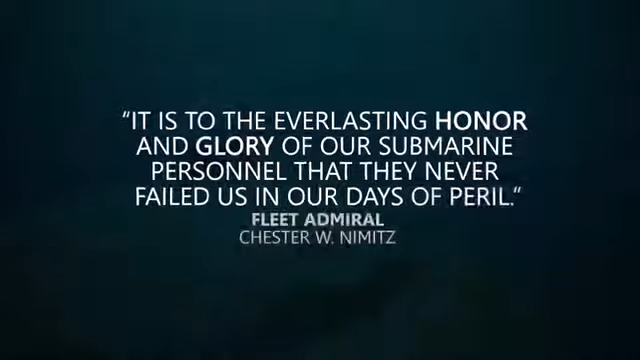 “IT IS TO THE EVERLASTING HONOR
AND GLORY OF OUR SUBMARINE
PERSONNEL THAT THEY NEVER
FAILED US IN OUR DAYS OF PERIL.”
FLEET ADMIRAL
CHESTER W. NIMITZ